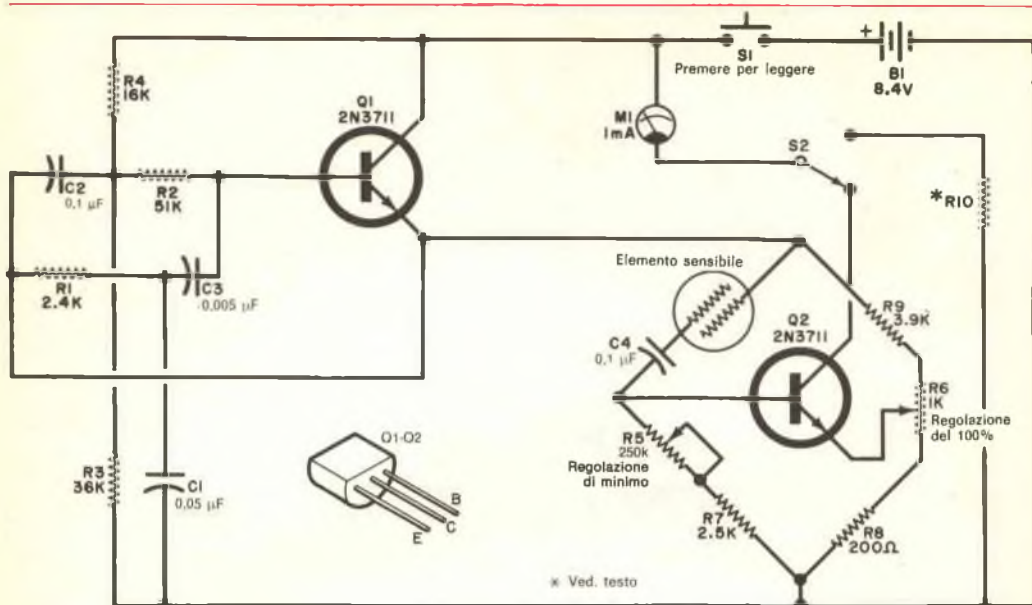 R4
16K
Q1
2N3711
S1
Premere per leggere
+
B1
8.4V
M1
1mA
S2
*R10
C2
0,1 µF
R2
51K
R1
2.4K
C3
0,005 µF
Elemento sensibile
R9
3.9K
Q2
2N3711
C4
0,1 µF
R6
1K
Regolazione
del 100%
R5
250k
Regolazione
di minimo
R3
36K
C1
0,05 µF
Q1-Q2
B
C
E
R7
2.5K
R8
200Ω
* Ved. testo